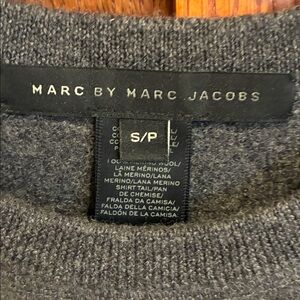 MARC BY MARC JACOBS
S/P
WOOL/
LAINE MÉRINOS/
LA MERINO/LANA
MERINO/LANA MERINO
SHIRT TAIL/PAN
DE CHEMISE/
FRALDA DA CAMISA/
FALDA DELLA CAMICIA/
FALDÓN DE LA CAMISA